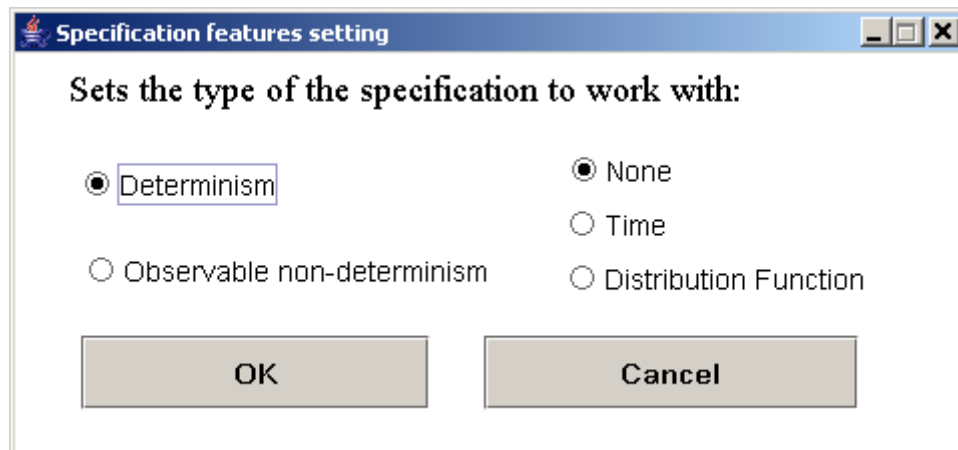 Specification features setting
Sets the type of the specification to work with:
Determinism
Observable non-determinism
None
Time
Distribution Function
OK
Cancel